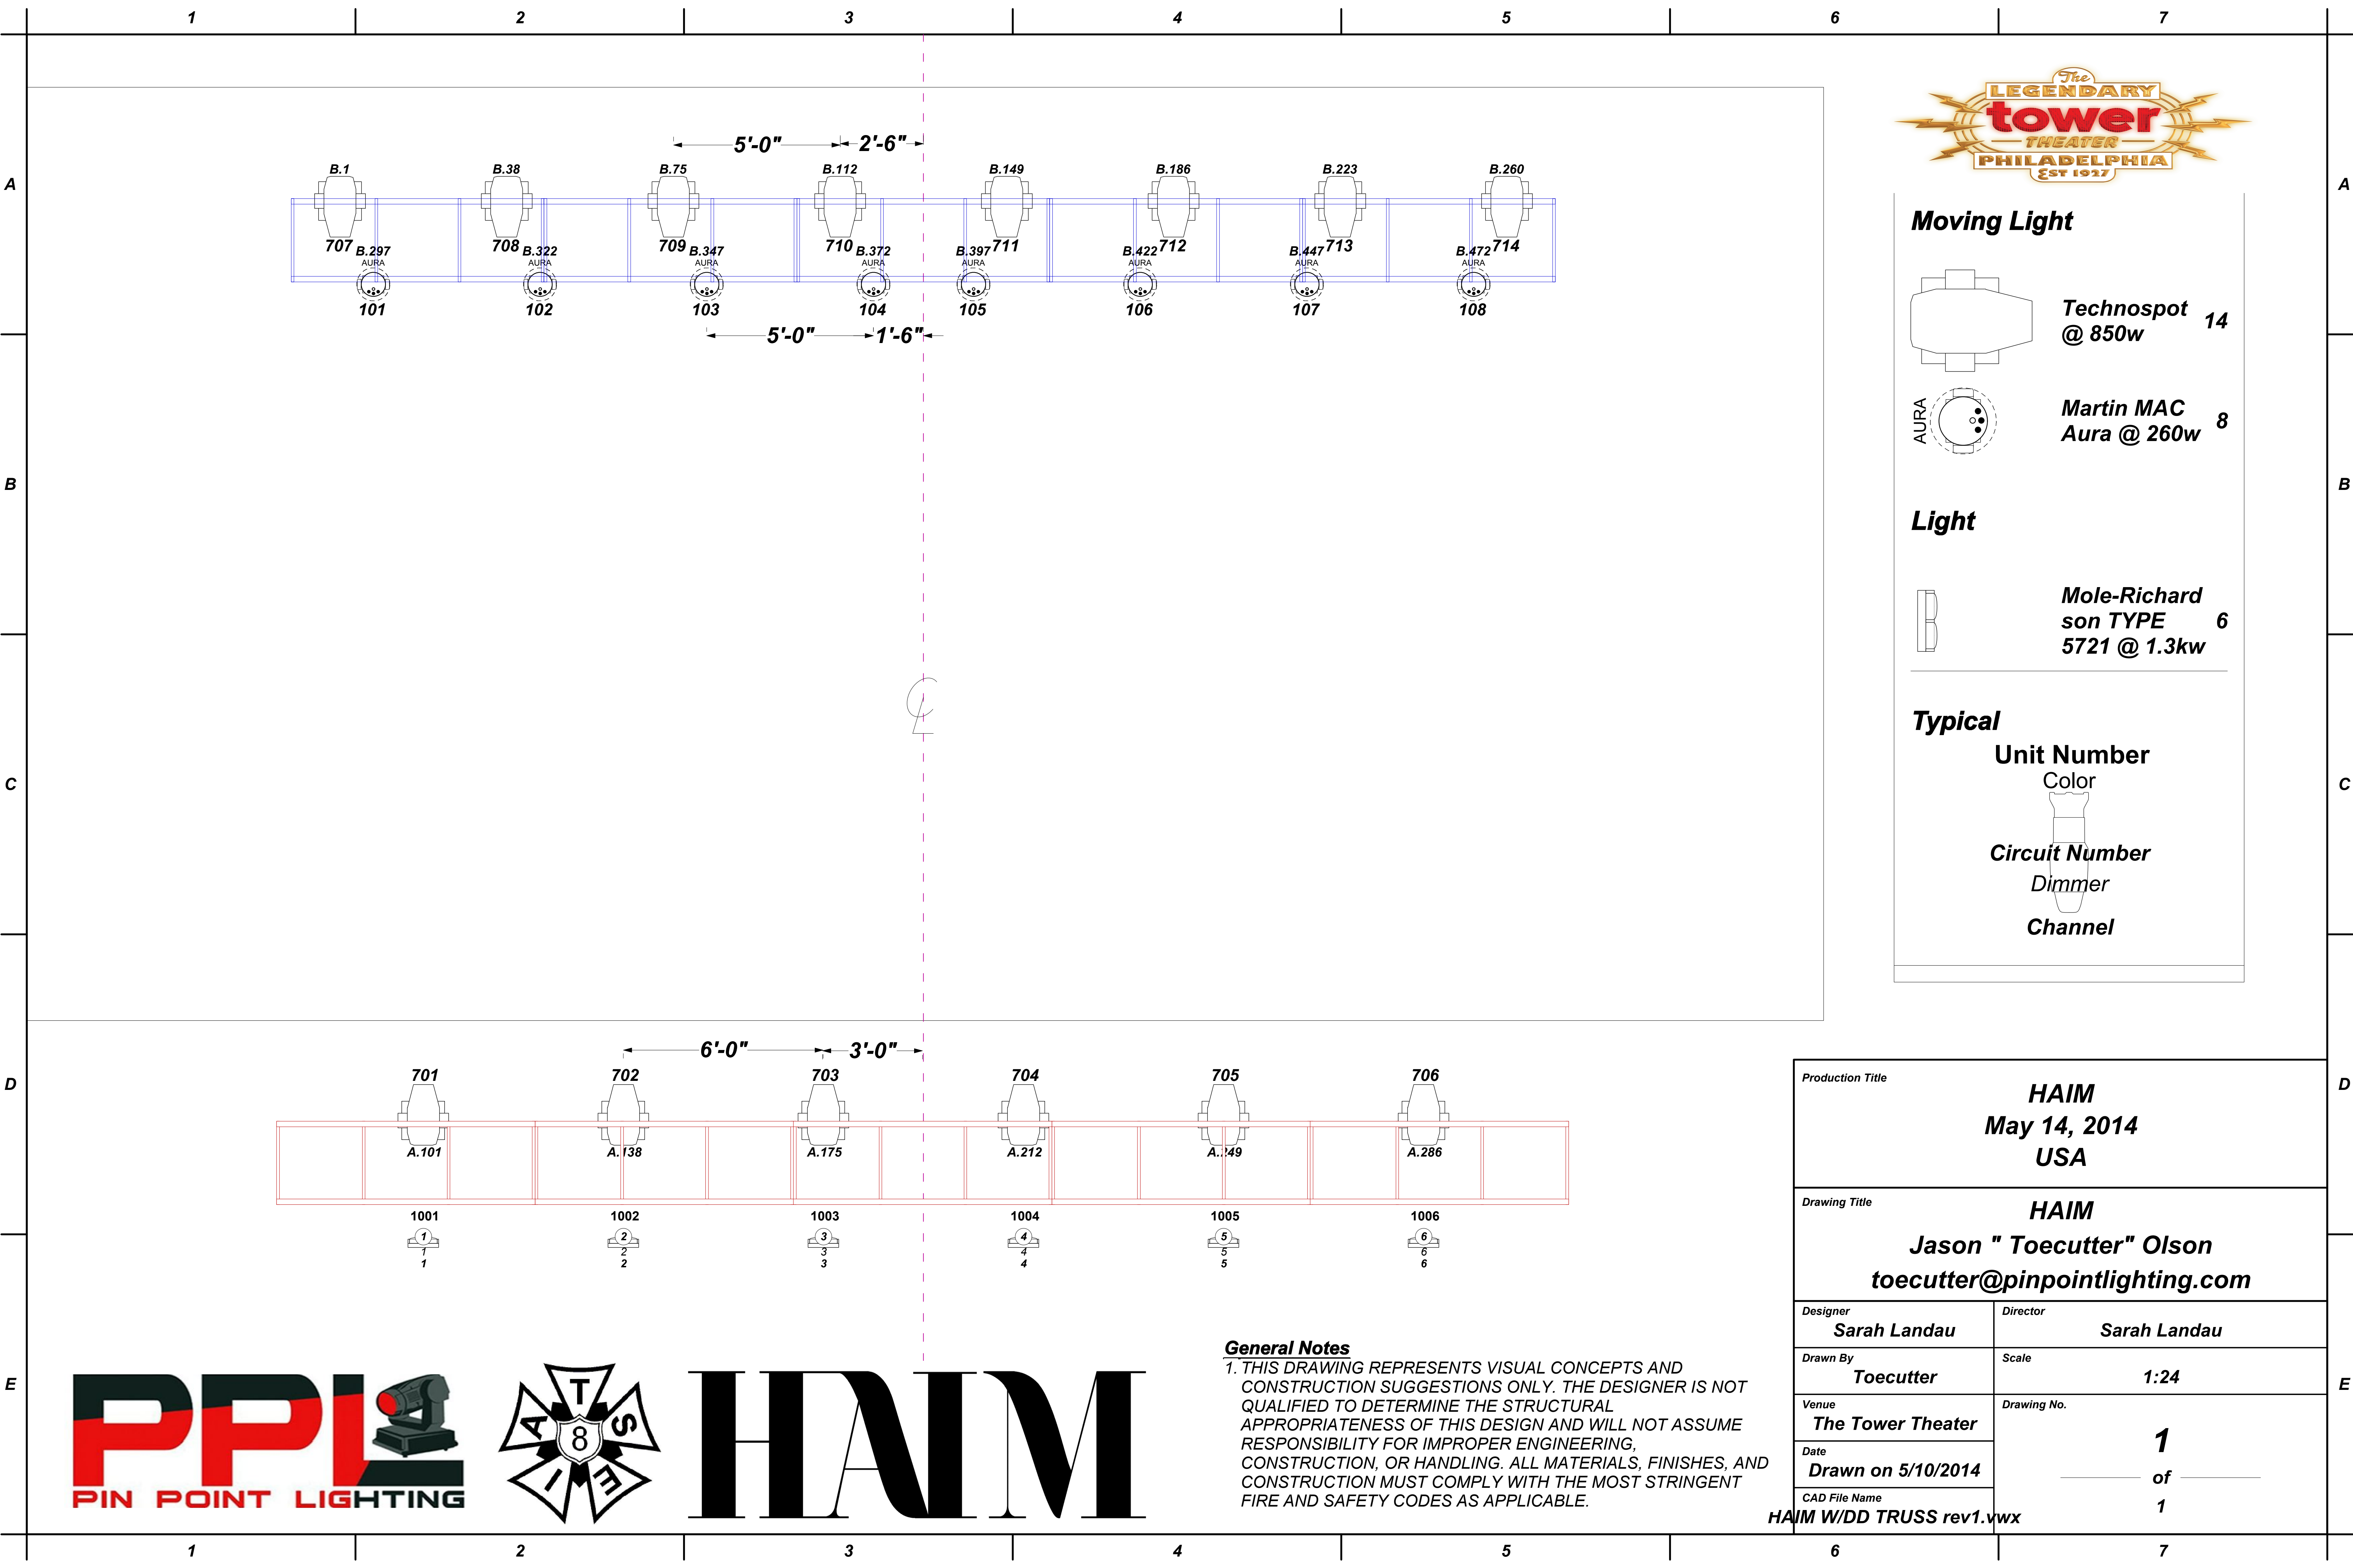 1 2 3 4 5 6 7
The
LEGENDARY
tower
THEATER
PHILADELPHIA
EST 1927
5'-0" 2'-6"
B.1 B.38 B.75 B.112 B.149 B.186 B.223 B.260
A A
707 708 709 710 711 712 713 714
B.297 B.322 B.347 B.372 B.397 B.422 B.447 B.472
AURA AURA AURA AURA AURA AURA AURA AURA
101 102 103 104 105 106 107 108
5'-0" 1'-6"
Moving Light
Technospot
@ 850w 14
AURA
Martin MAC
Aura @ 260w 8
B B
Light
Mole-Richard
son TYPE 6
5721 @ 1.3kw
Typical
Unit Number
Color
C C
Circuit Number
Dimmer
Channel
6'-0" 3'-0"
701 702 703 704 705 706
D D
A.101 A.138 A.175 A.212 A.249 A.286
1001 1002 1003 1004 1005 1006
1 2 3 4 5 6
1 2 3 4 5 6
1 2 3 4 5 6
Production Title
HAIM
May 14, 2014
USA
Drawing Title
HAIM
Jason " Toecutter" Olson
toecutter@pinpointlighting.com
Designer
Sarah Landau
Director
Sarah Landau
Drawn By
Toecutter
Scale
1:24
Venue
The Tower Theater
Drawing No.
1
of
1
Date
Drawn on 5/10/2014
CAD File Name
HAIM W/DD TRUSS rev1.vwx
E E
PPL
PIN POINT LIGHTING
I A T S E
8
HAIM
General Notes
1. THIS DRAWING REPRESENTS VISUAL CONCEPTS AND
CONSTRUCTION SUGGESTIONS ONLY. THE DESIGNER IS NOT
QUALIFIED TO DETERMINE THE STRUCTURAL
APPROPRIATENESS OF THIS DESIGN AND WILL NOT ASSUME
RESPONSIBILITY FOR IMPROPER ENGINEERING,
CONSTRUCTION, OR HANDLING. ALL MATERIALS, FINISHES, AND
CONSTRUCTION MUST COMPLY WITH THE MOST STRINGENT
FIRE AND SAFETY CODES AS APPLICABLE.
1 2 3 4 5 6 7